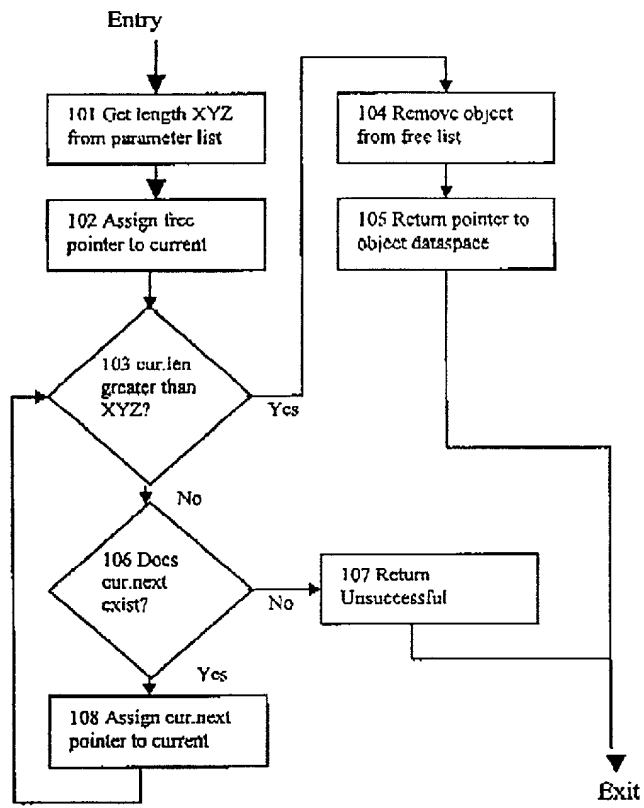 Entry
101 Get length XYZ
from parameter list
102 Assign free
pointer to current
103 cur.len
greater than
XYZ?
Yes
No
106 Does
cur.next
exist?
No
Yes
108 Assign cur.next
pointer to current
104 Remove object
from free list
105 Return pointer to
object dataspace
107 Return
Unsuccessful
Exit